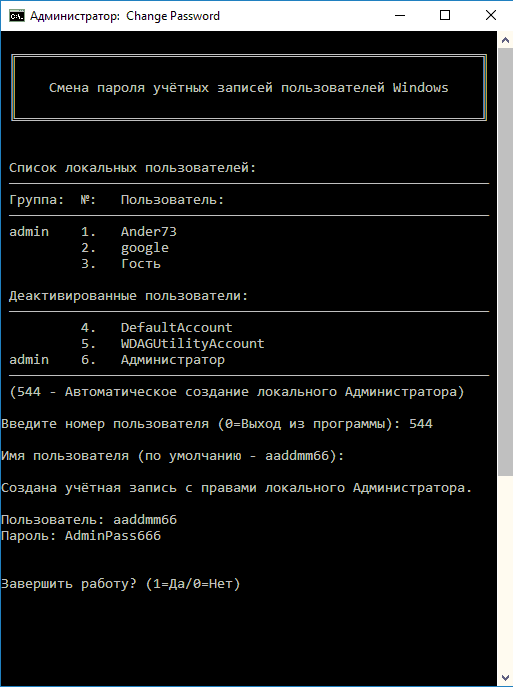 Администратор: Change Password
Смена пароля учётных записей пользователей Windows
Список локальных пользователей:
Группа: №: Пользователь:
admin 1. Ander73
2. google
3. Гость
Деактивированные пользователи:
4. DefaultAccount
5. WDAGUtilityAccount
admin 6. Администратор
(544 - Автоматическое создание локального Администратора)
Введите номер пользователя (0=Выход из программы): 544
Имя пользователя (по умолчанию - aaddmm66):
Создана учётная запись с правами локального Администратора.
Пользователь: aaddmm66
Пароль: AdminPass666
Завершить работу? (1=Да/0=Нет)